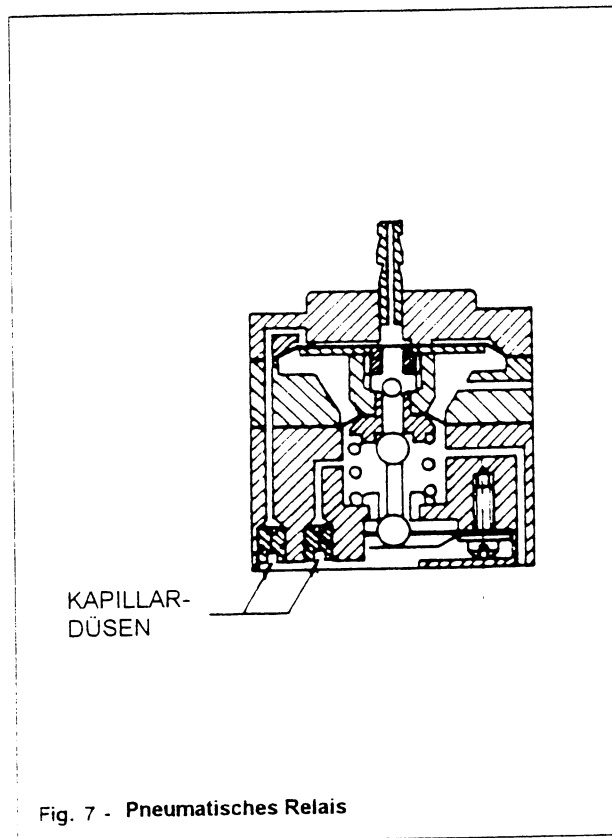 KAPILLAR-
DÜSEN
Fig. 7 - Pneumatisches Relais